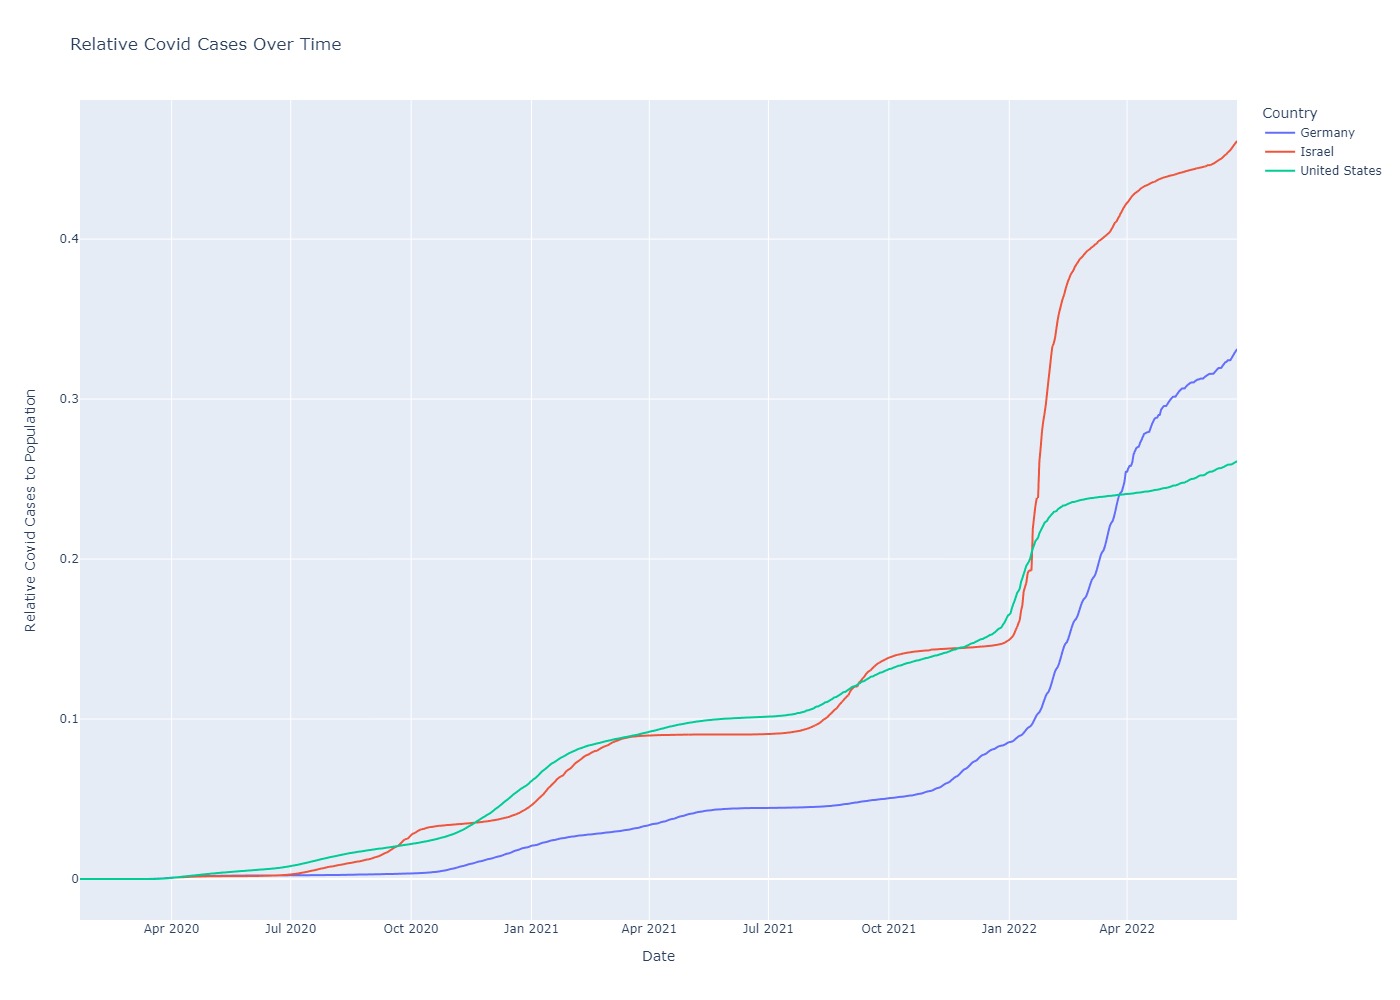 Relative Covid Cases Over Time
Country
Germany
Israel
United States
0.4
0.3
0.2
0.1
0
Relative Covid Cases to Population
Apr 2020 Jul 2020 Oct 2020 Jan 2021 Apr 2021 Jul 2021 Oct 2021 Jan 2022 Apr 2022
Date